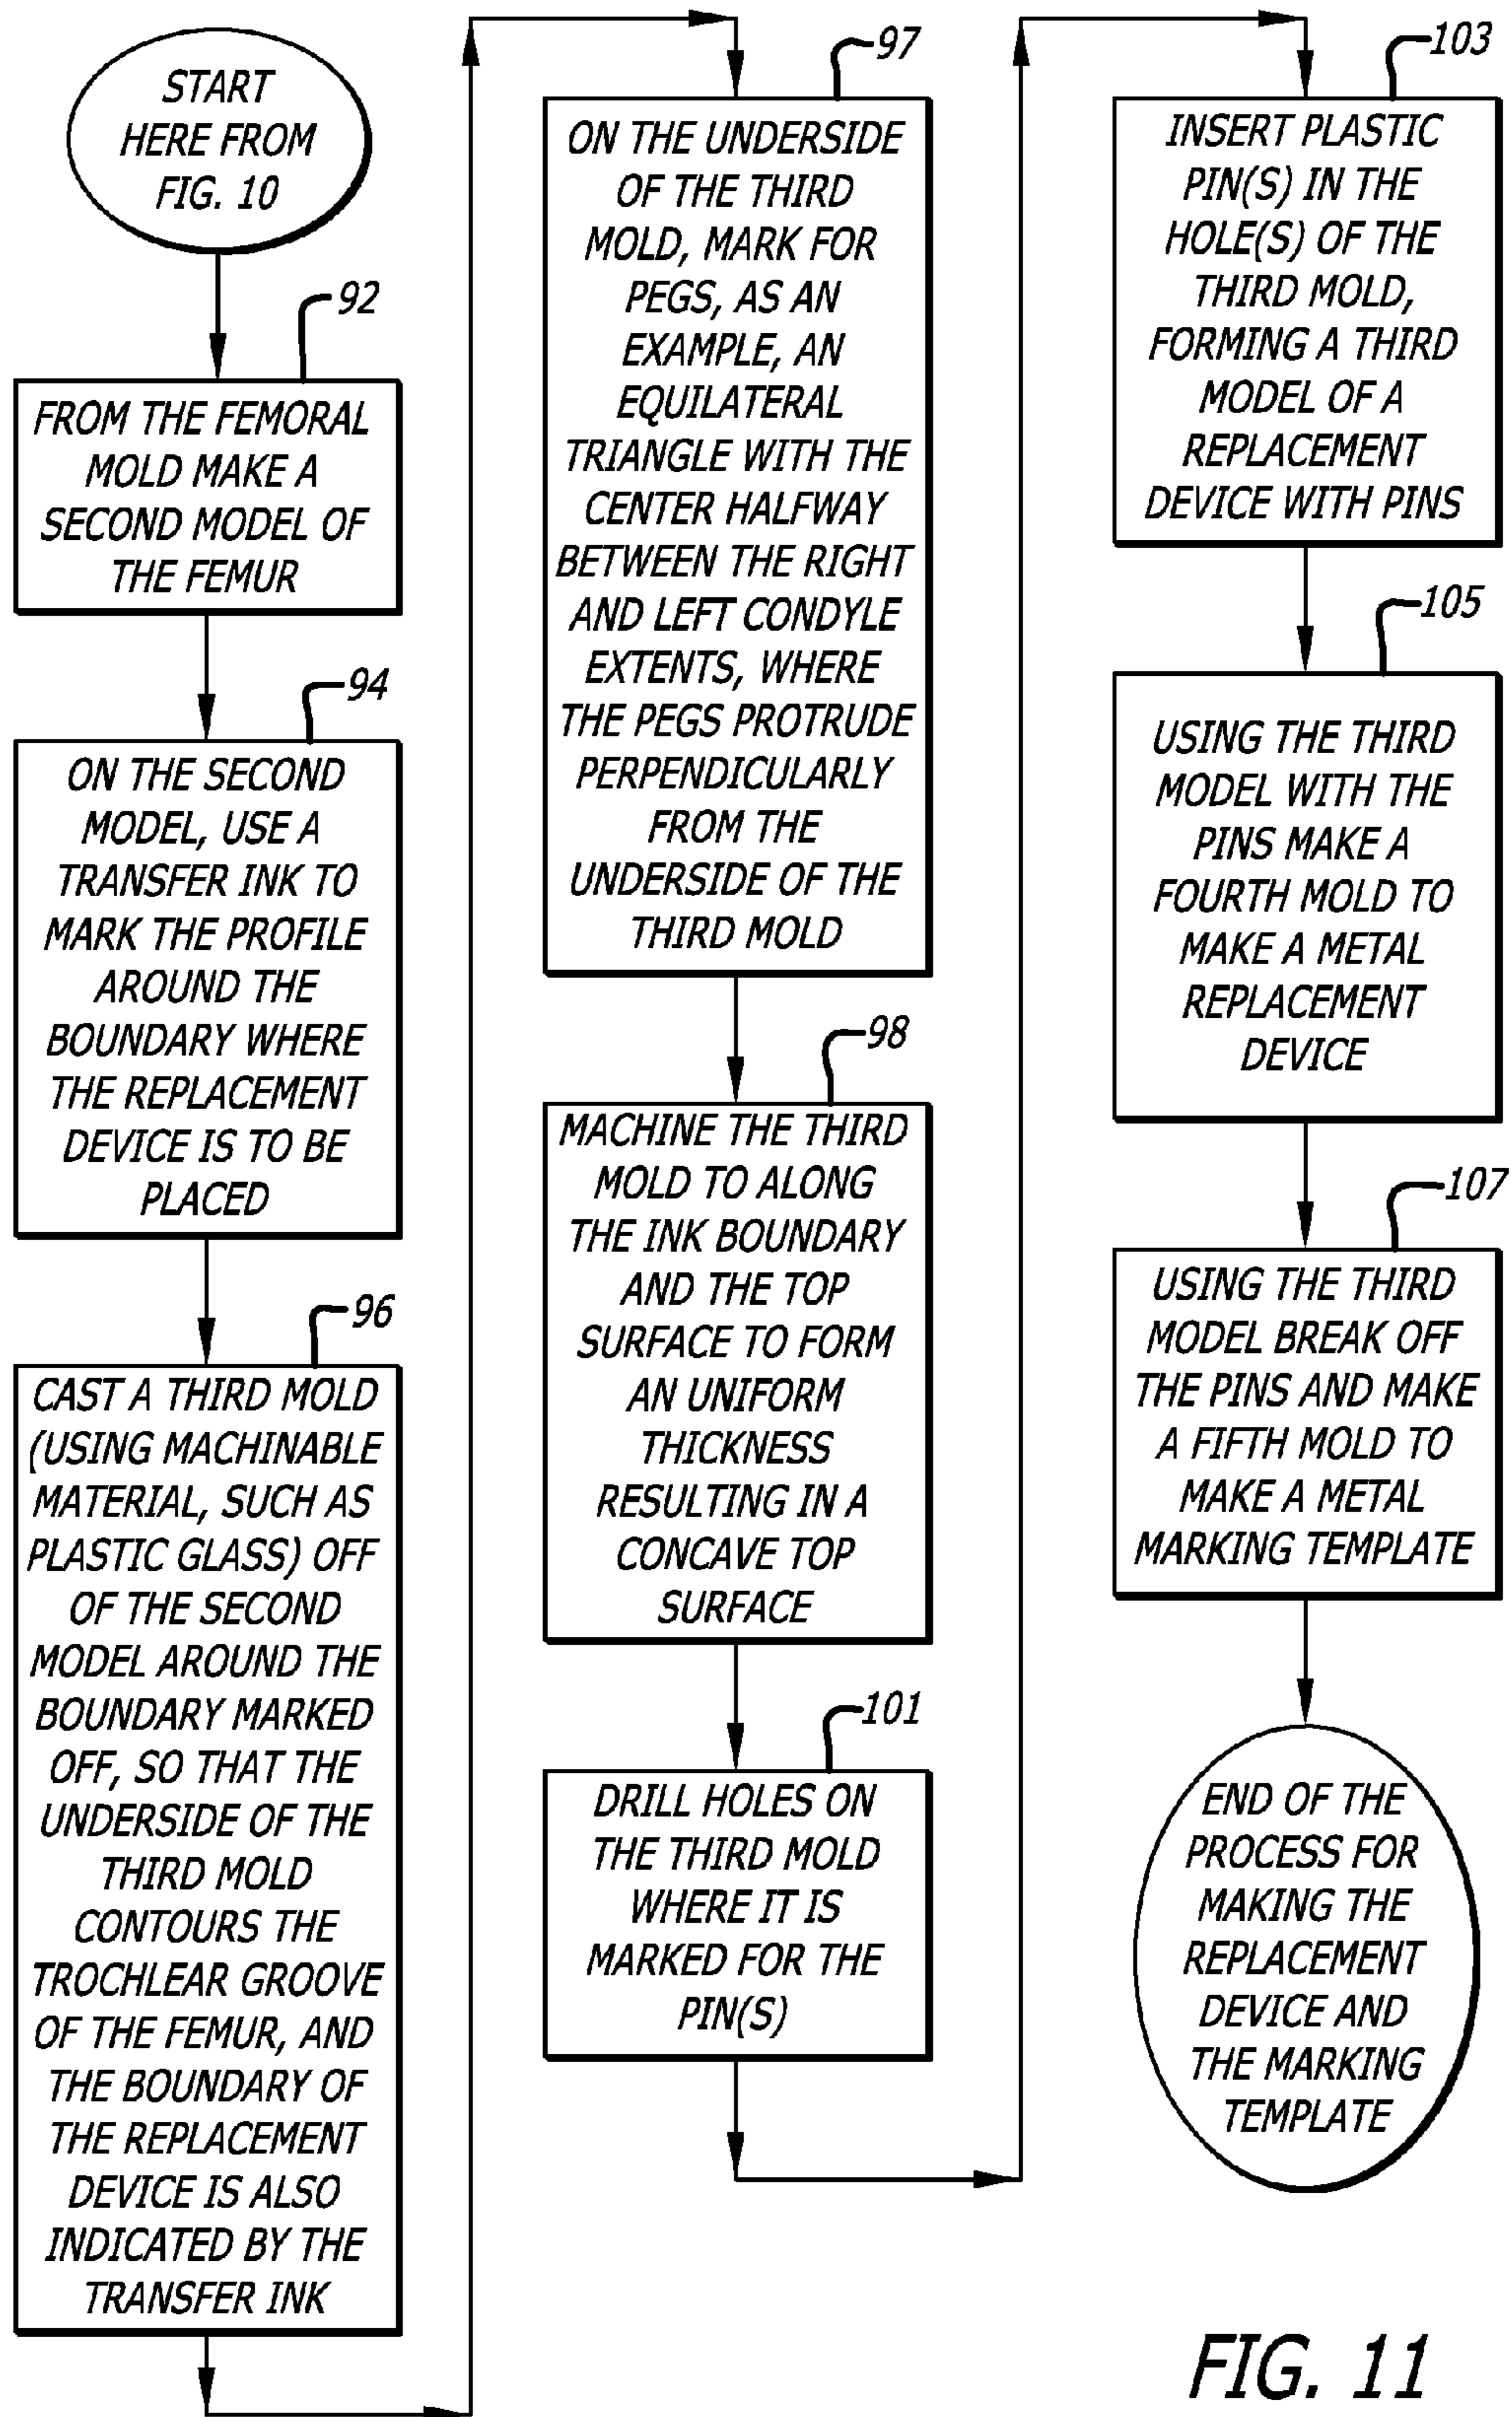 START
HERE FROM
FIG. 10
92
FROM THE FEMORAL
MOLD MAKE A
SECOND MODEL OF
THE FEMUR
94
ON THE SECOND
MODEL, USE A
TRANSFER INK TO
MARK THE PROFILE
AROUND THE
BOUNDARY WHERE
THE REPLACEMENT
DEVICE IS TO BE
PLACED
96
CAST A THIRD MOLD
(USING MACHINABLE
MATERIAL, SUCH AS
PLASTIC GLASS) OFF
OF THE SECOND
MODEL AROUND THE
BOUNDARY MARKED
OFF, SO THAT THE
UNDERSIDE OF THE
THIRD MOLD
CONTOURS THE
TROCHLEAR GROOVE
OF THE FEMUR, AND
THE BOUNDARY OF
THE REPLACEMENT
DEVICE IS ALSO
INDICATED BY THE
TRANSFER INK
97
ON THE UNDERSIDE
OF THE THIRD
MOLD, MARK FOR
PEGS, AS AN
EXAMPLE, AN
EQUILATERAL
TRIANGLE WITH THE
CENTER HALFWAY
BETWEEN THE RIGHT
AND LEFT CONDYLE
EXTENTS, WHERE
THE PEGS PROTRUDE
PERPENDICULARLY
FROM THE
UNDERSIDE OF THE
THIRD MOLD
98
MACHINE THE THIRD
MOLD TO ALONG
THE INK BOUNDARY
AND THE TOP
SURFACE TO FORM
AN UNIFORM
THICKNESS
RESULTING IN A
CONCAVE TOP
SURFACE
101
DRILL HOLES ON
THE THIRD MOLD
WHERE IT IS
MARKED FOR THE
PIN(S)
103
INSERT PLASTIC
PIN(S) IN THE
HOLE(S) OF THE
THIRD MOLD,
FORMING A THIRD
MODEL OF A
REPLACEMENT
DEVICE WITH PINS
105
USING THE THIRD
MODEL WITH THE
PINS MAKE A
FOURTH MOLD TO
MAKE A METAL
REPLACEMENT
DEVICE
107
USING THE THIRD
MODEL BREAK OFF
THE PINS AND MAKE
A FIFTH MOLD TO
MAKE A METAL
MARKING TEMPLATE
END OF THE
PROCESS FOR
MAKING THE
REPLACEMENT
DEVICE AND
THE MARKING
TEMPLATE
FIG. 11